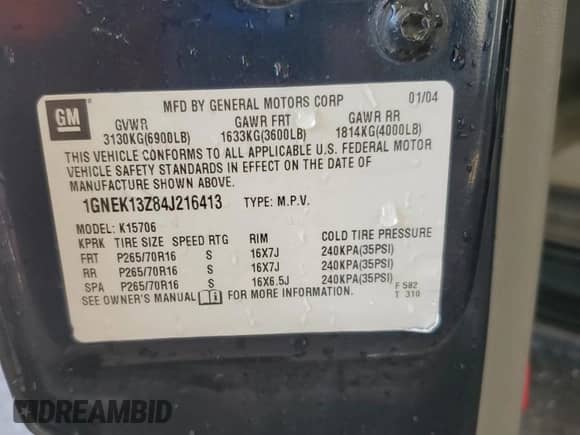 GM
MFD BY GENERAL MOTORS CORP 01/04
GVWR GAWR FRT GAWR RR
3130KG(6900LB) 1633KG(3600LB) 1814KG(4000LB)
THIS VEHICLE CONFORMS TO ALL APPLICABLE U.S. FEDERAL MOTOR
VEHICLE SAFETY STANDARDS IN EFFECT ON THE DATE OF
MANUFACTURE SHOWN ABOVE.
1GNEK13Z84J216413 TYPE: M.P.V.
MODEL: K15706
KPRK TIRE SIZE SPEED RTG RIM COLD TIRE PRESSURE
FRT P265/70R16 S 16X7J 240KPA(35PSI)
RR P265/70R16 S 16X7J 240KPA(35PSI)
SPA P265/70R16 S 16X6.5J 240KPA(35PSI)
SEE OWNER'S MANUAL FOR MORE INFORMATION.
F 582
T 310
DREAMBID